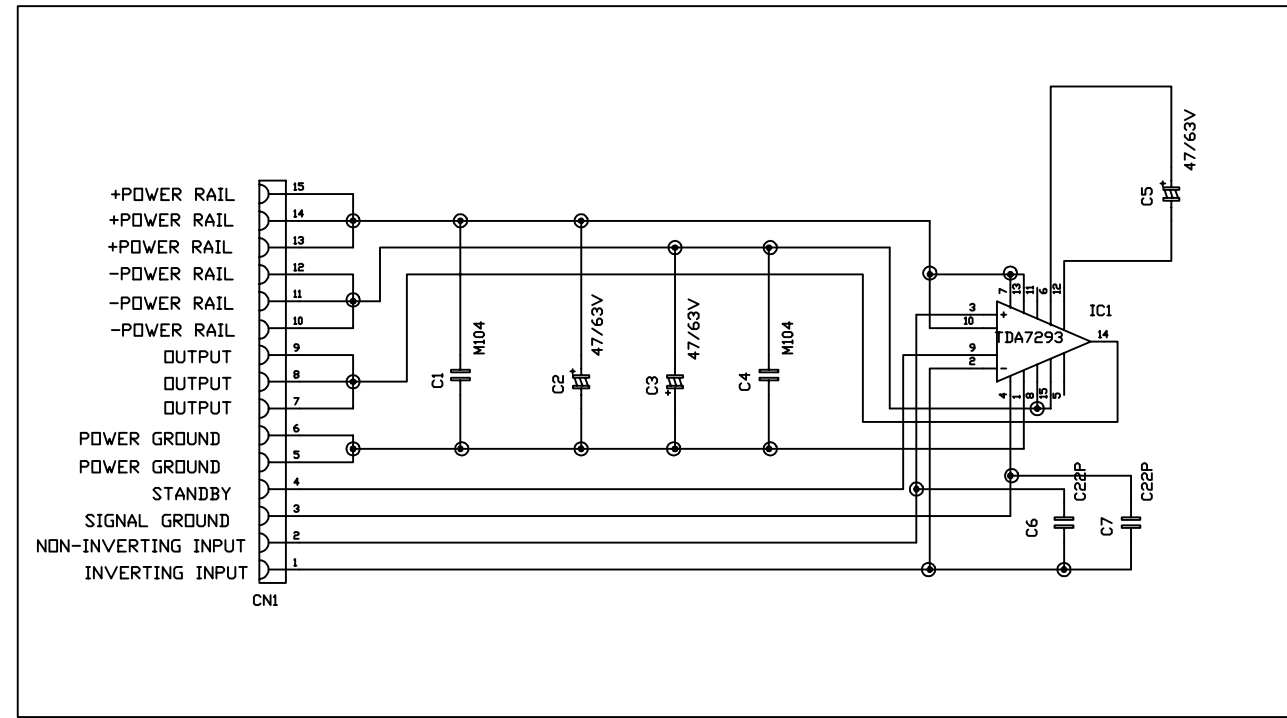 +POWER RAIL 15
+POWER RAIL 14
+POWER RAIL 13
-POWER RAIL 12
-POWER RAIL 11
-POWER RAIL 10
OUTPUT 9
OUTPUT 8
OUTPUT 7
POWER GROUND 6
POWER GROUND 5
STANDBY 4
SIGNAL GROUND 3
NON-INVERTING INPUT 2
INVERTING INPUT 1
CN1
C1
M104
C2
+
47/63V
C3
+
47/63V
C4
M104
C5
+
47/63V
7 13 11 6 12
IC1
3 +
10
TDA7293
14
9
2 -
4 1 8 15 5
C6
C22P
C7
C22P